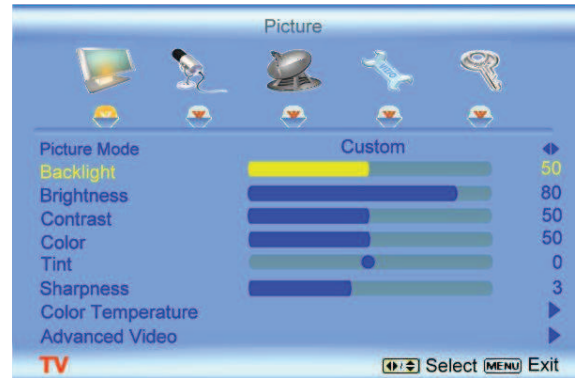 Picture
Picture Mode Custom
Backlight 50
Brightness 80
Contrast 50
Color 50
Tint 0
Sharpness 3
Color Temperature
Advanced Video
TV Select MENU Exit